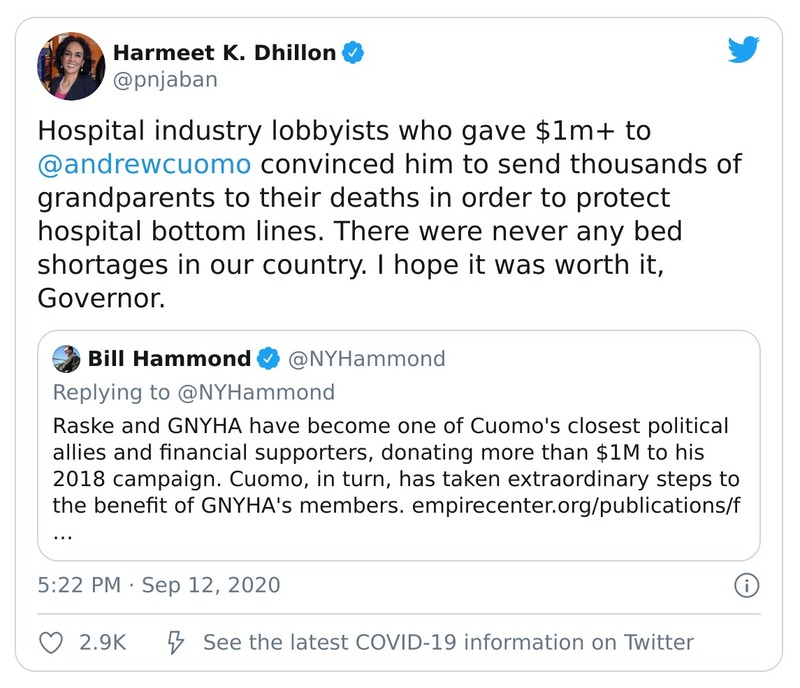 Harmeet K. Dhillon
@pnjaban
Hospital industry lobbyists who gave $1m+ to
@andrewcuomo convinced him to send thousands of
grandparents to their deaths in order to protect
hospital bottom lines. There were never any bed
shortages in our country. I hope it was worth it,
Governor.
Bill Hammond @NYHammond
Replying to @NYHammond
Raske and GNYHA have become one of Cuomo's closest political
allies and financial supporters, donating more than $1M to his
2018 campaign. Cuomo, in turn, has taken extraordinary steps to
the benefit of GNYHA's members. empirecenter.org/publications/f
...
5:22 PM · Sep 12, 2020
2.9K See the latest COVID-19 information on Twitter